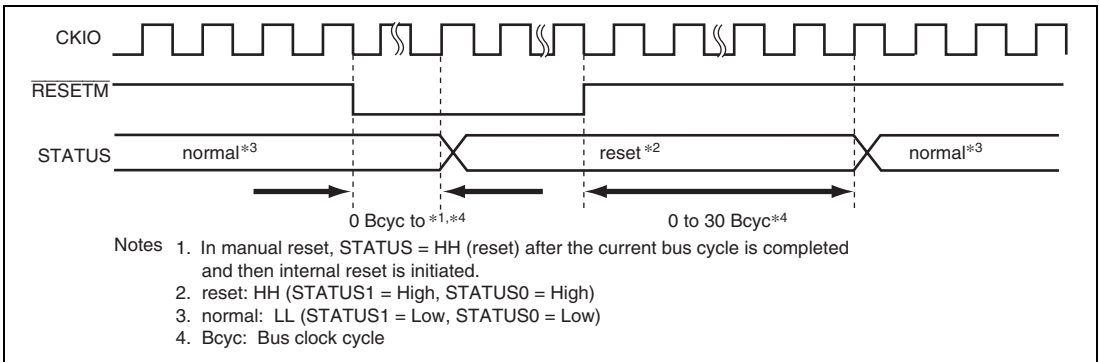 CKIO
RESETM
STATUS
normal*3
reset*2
normal*3
0 Bcyc to *1,*4
0 to 30 Bcyc*4
Notes 1. In manual reset, STATUS = HH (reset) after the current bus cycle is completed
and then internal reset is initiated.
2. reset: HH (STATUS1 = High, STATUS0 = High)
3. normal: LL (STATUS1 = Low, STATUS0 = Low)
4. Bcyc: Bus clock cycle